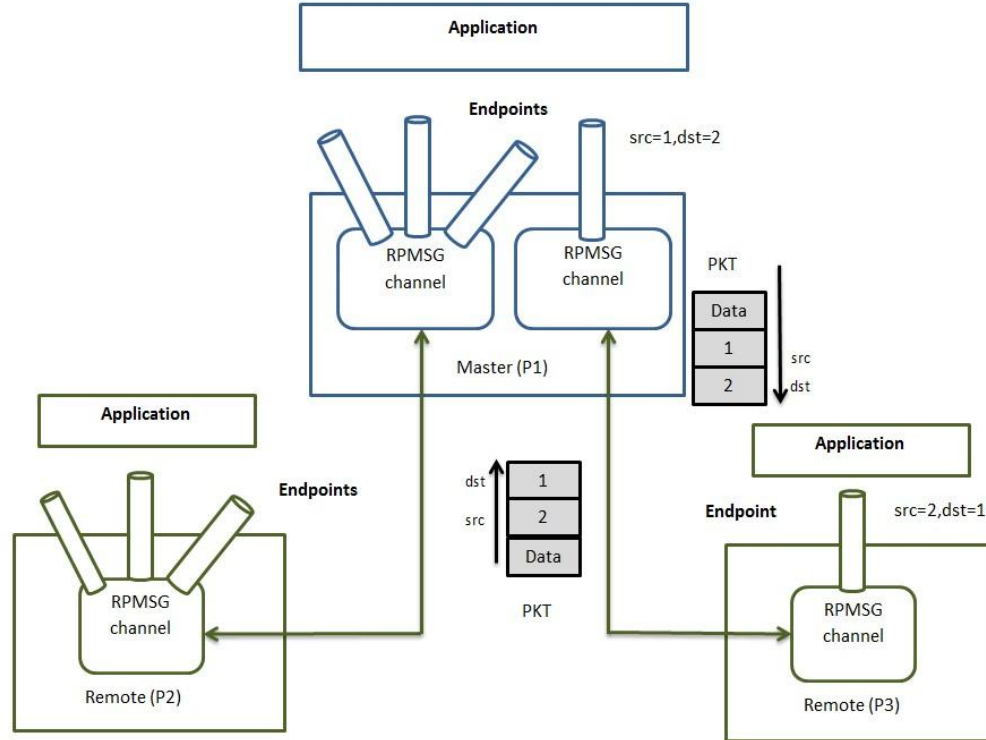 Application
Endpoints
src=1,dst=2
RPMSG
channel
RPMSG
channel
PKT
Data
1
src
2
dst
Master (P1)
Application
Endpoints
dst
1
src
2
Data
PKT
Application
Endpoint
src=2,dst=1
RPMSG
channel
Remote (P2)
RPMSG
channel
Remote (P3)